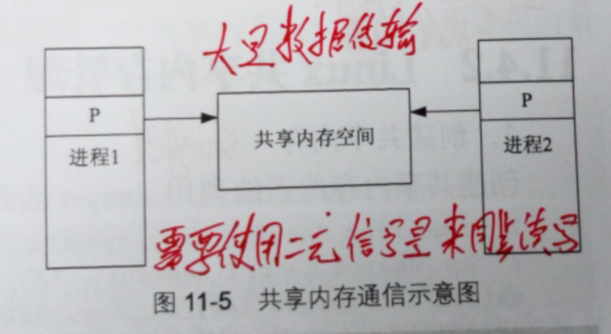 大量数据传输
P
P
共享内存空间
进程1
进程2
需要使用二元信号量来同步读写
图 11-5 共享内存通信示意图